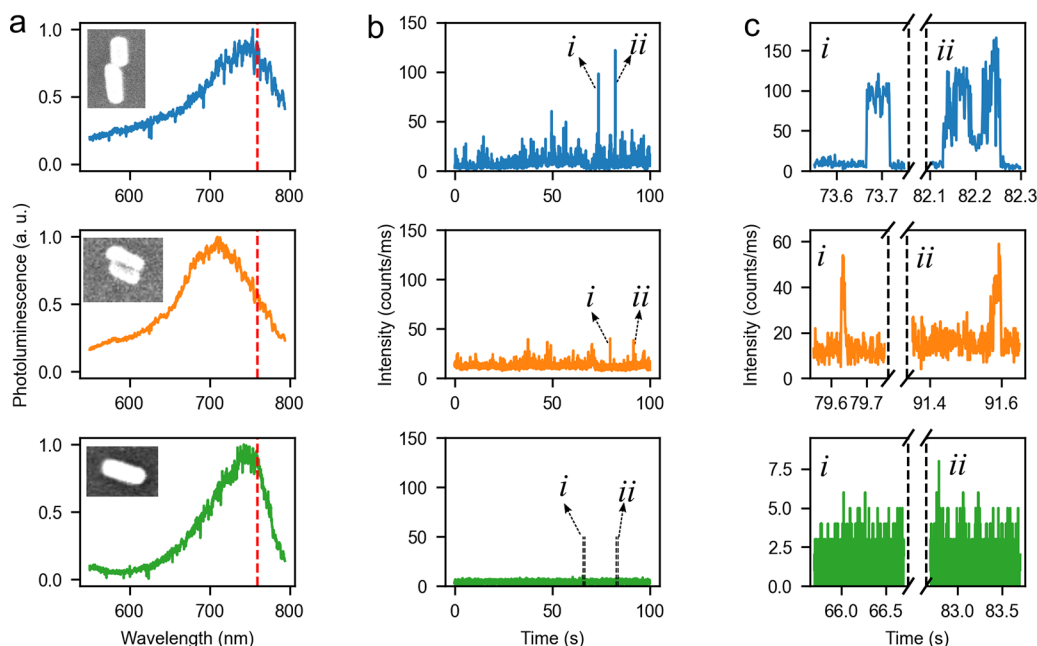 a
b
c
1.0
0.5
0.0
600 700 800
150
100
50
0
0 50 100
i
ii
150
100
50
0
73.6 73.7 82.1 82.2 82.3
i
ii
Photoluminescence (a. u.)
1.0
0.5
0.0
600 700 800
Intensity (counts/ms)
150
100
50
0
0 50 100
i
ii
Intensity (counts/ms)
60
40
20
0
79.6 79.7 91.4 91.6
i
ii
1.0
0.5
0.0
600 700 800
Wavelength (nm)
150
100
50
0
0 50 100
Time (s)
i
ii
7.5
5.0
2.5
0.0
66.0 66.5 83.0 83.5
Time (s)
i
ii